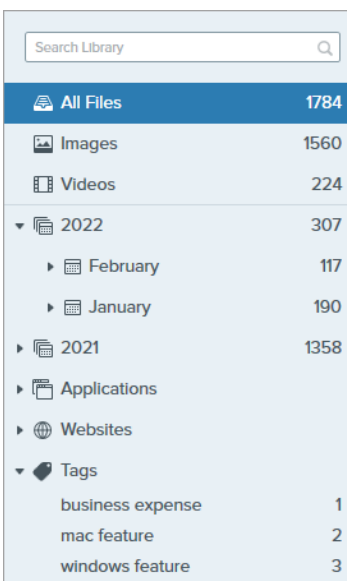 Search Library
All Files 1784
Images 1560
Videos 224
2022 307
February 117
January 190
2021 1358
Applications
Websites
Tags
business expense 1
mac feature 2
windows feature 3